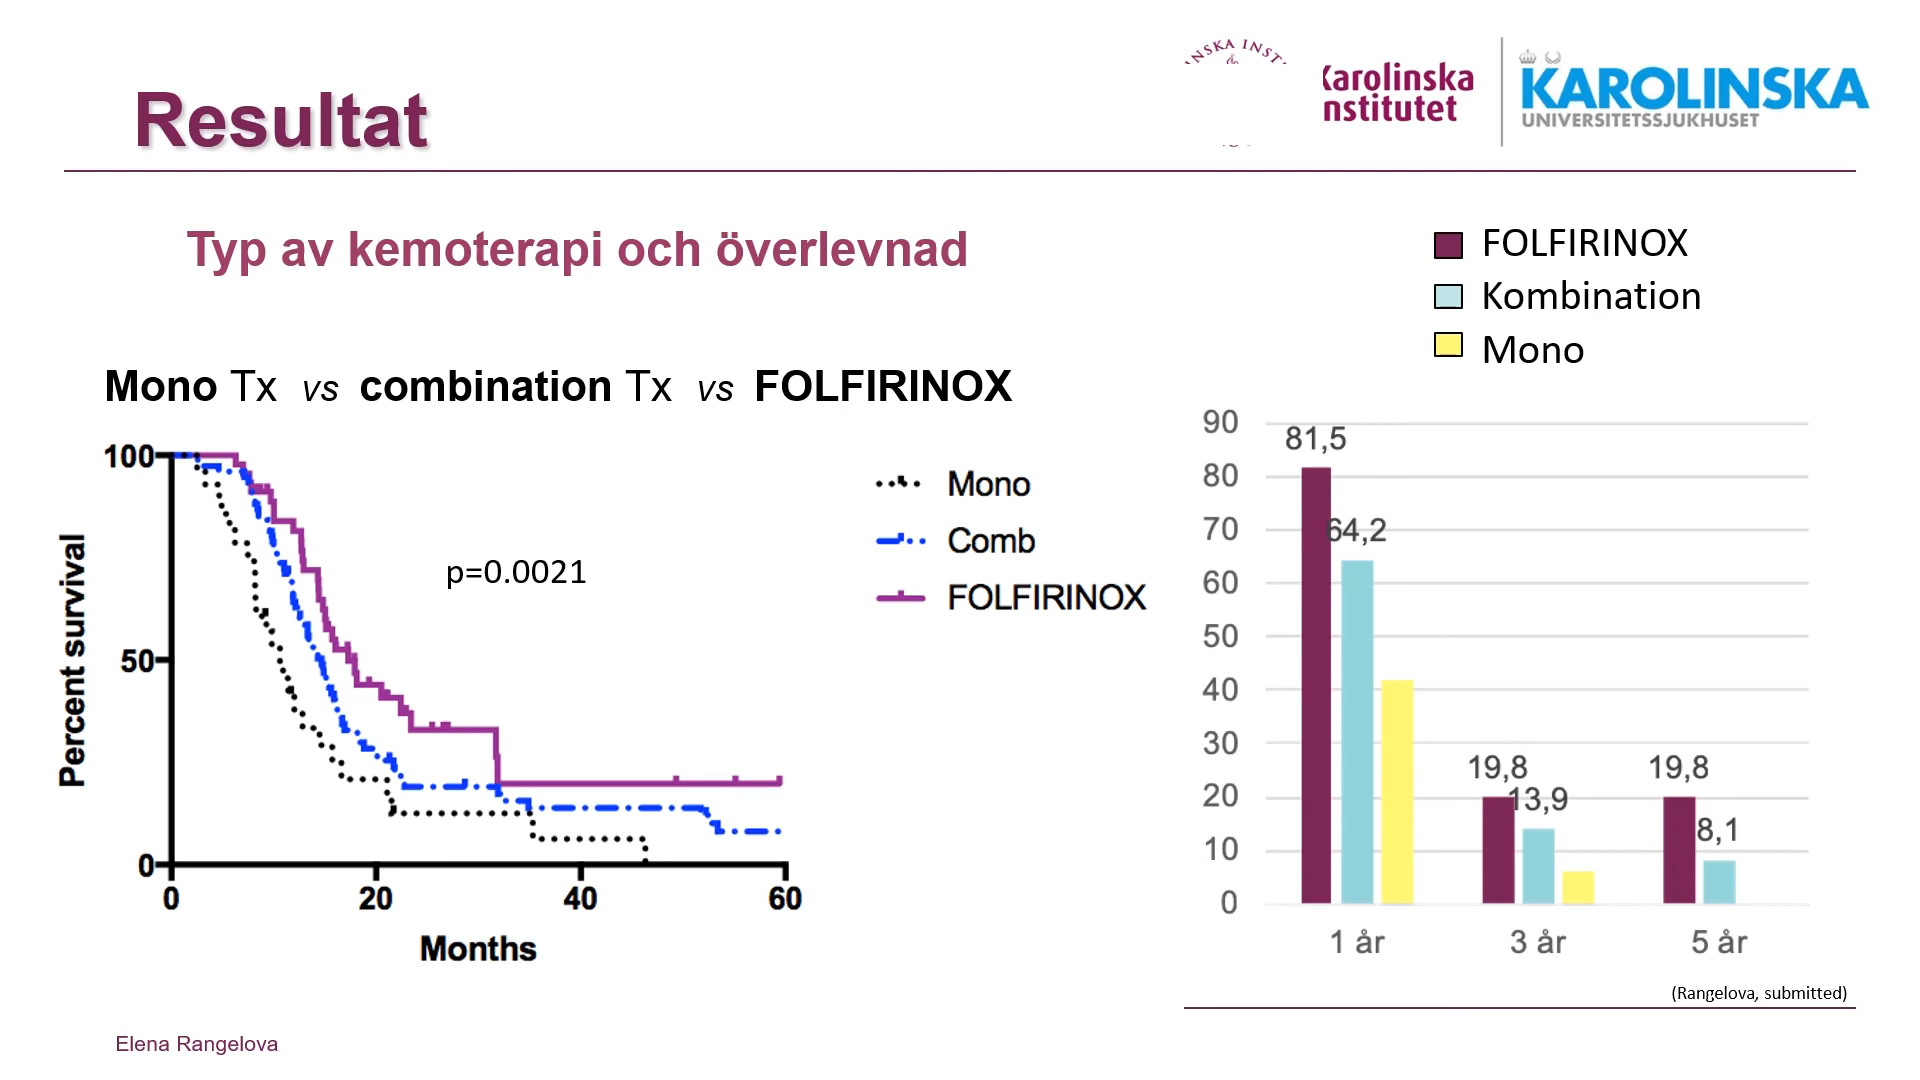 NSKA INST
Karolinska
Institutet
KAROLINSKA
UNIVERSITETSSJUKHUSET
Resultat
Typ av kemoterapi och överlevnad
FOLFIRINOX
Kombination
Mono
Mono Tx vs combination Tx vs FOLFIRINOX
100
50
0
0 20 40 60
Percent survival
Months
p=0.0021
Mono
Comb
FOLFIRINOX
90
80
70
60
50
40
30
20
10
0
81,5
64,2
19,8
13,9
19,8
8,1
1 år 3 år 5 år
(Rangelova, submitted)
Elena Rangelova